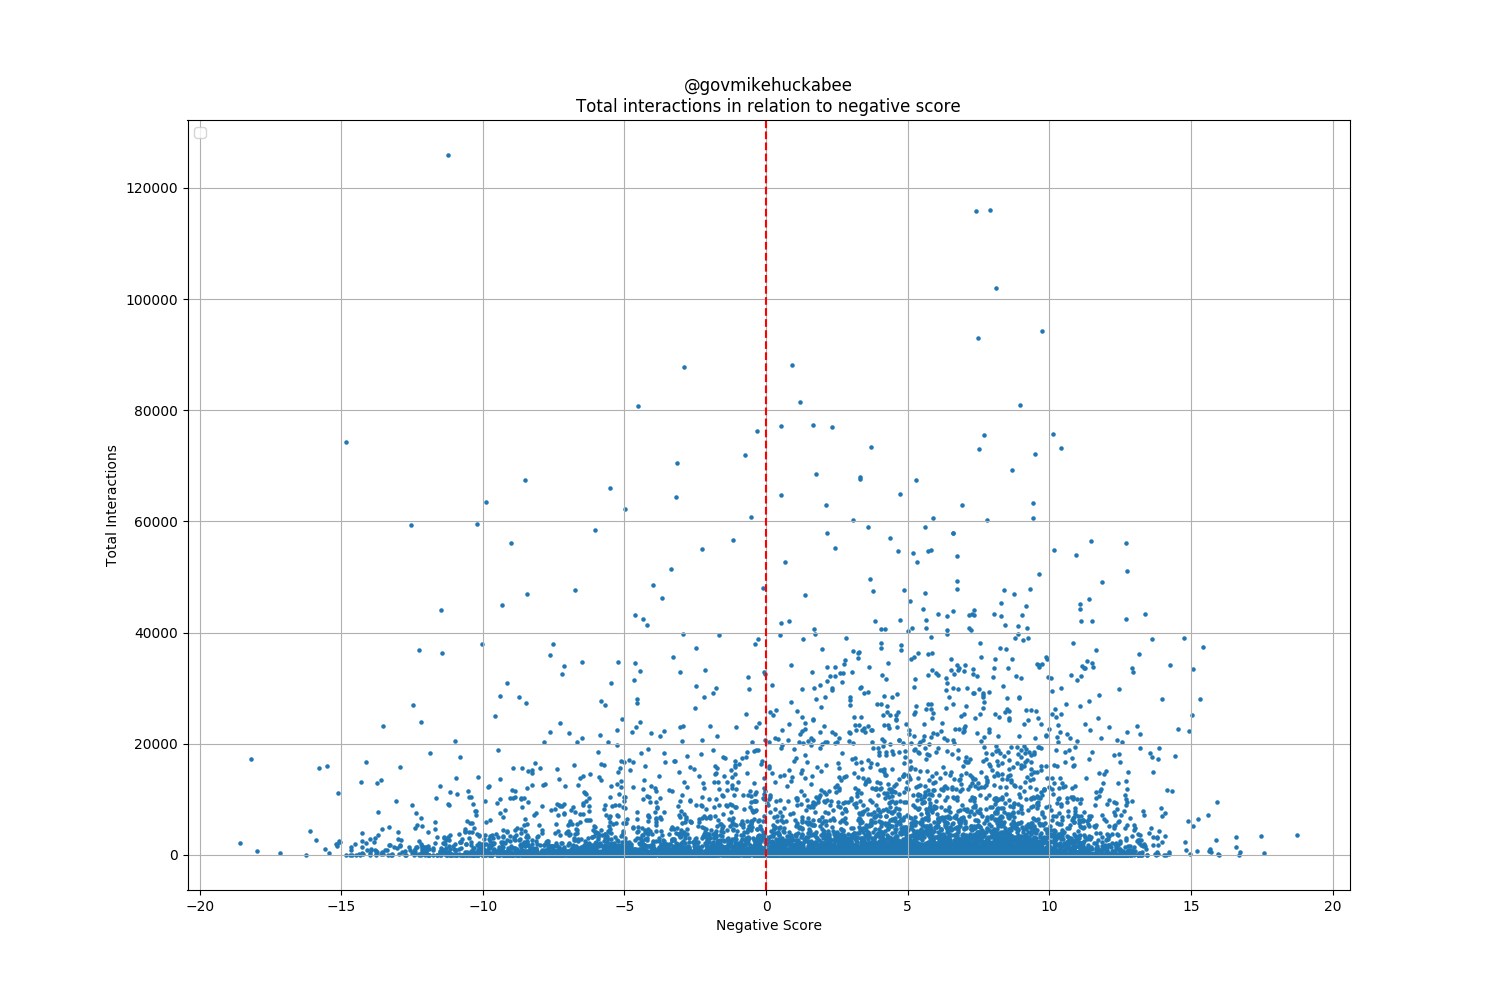 @govmikehuckabee
Total interactions in relation to negative score
120000
100000
80000
60000
40000
20000
0
Total Interactions
−20 −15 −10 −5 0 5 10 15 20
Negative Score